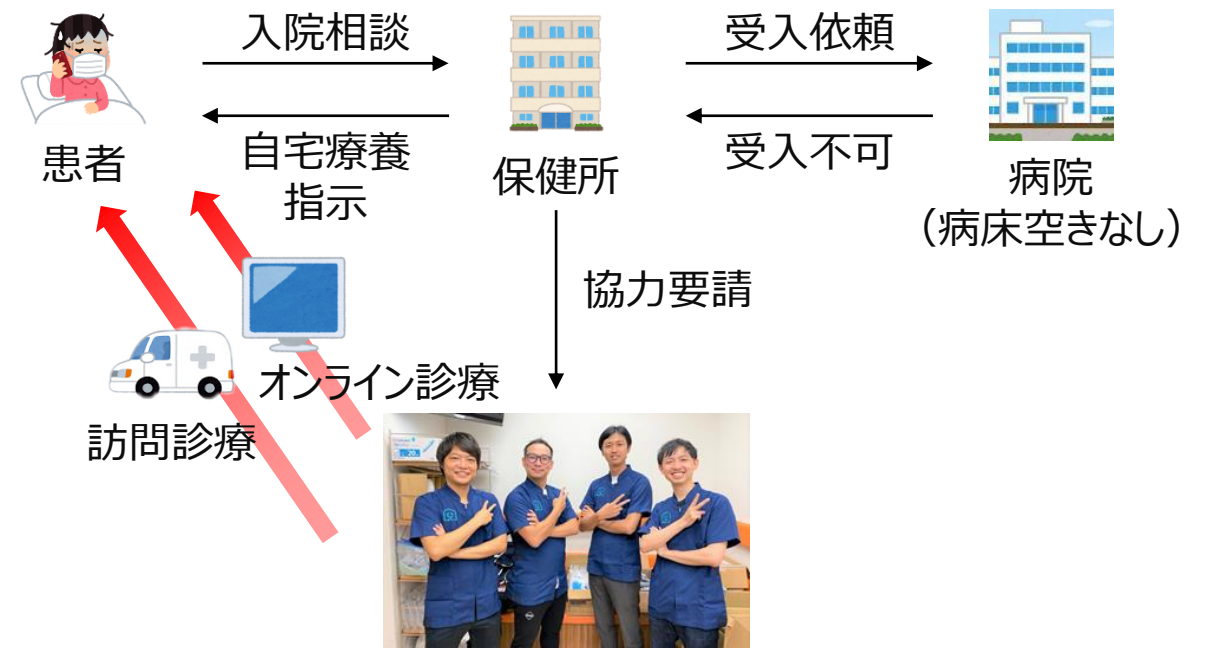 入院相談
受入依頼
自宅療養
指示
受入不可
患者
保健所
病院
（病床空きなし）
協力要請
オンライン診療
訪問診療